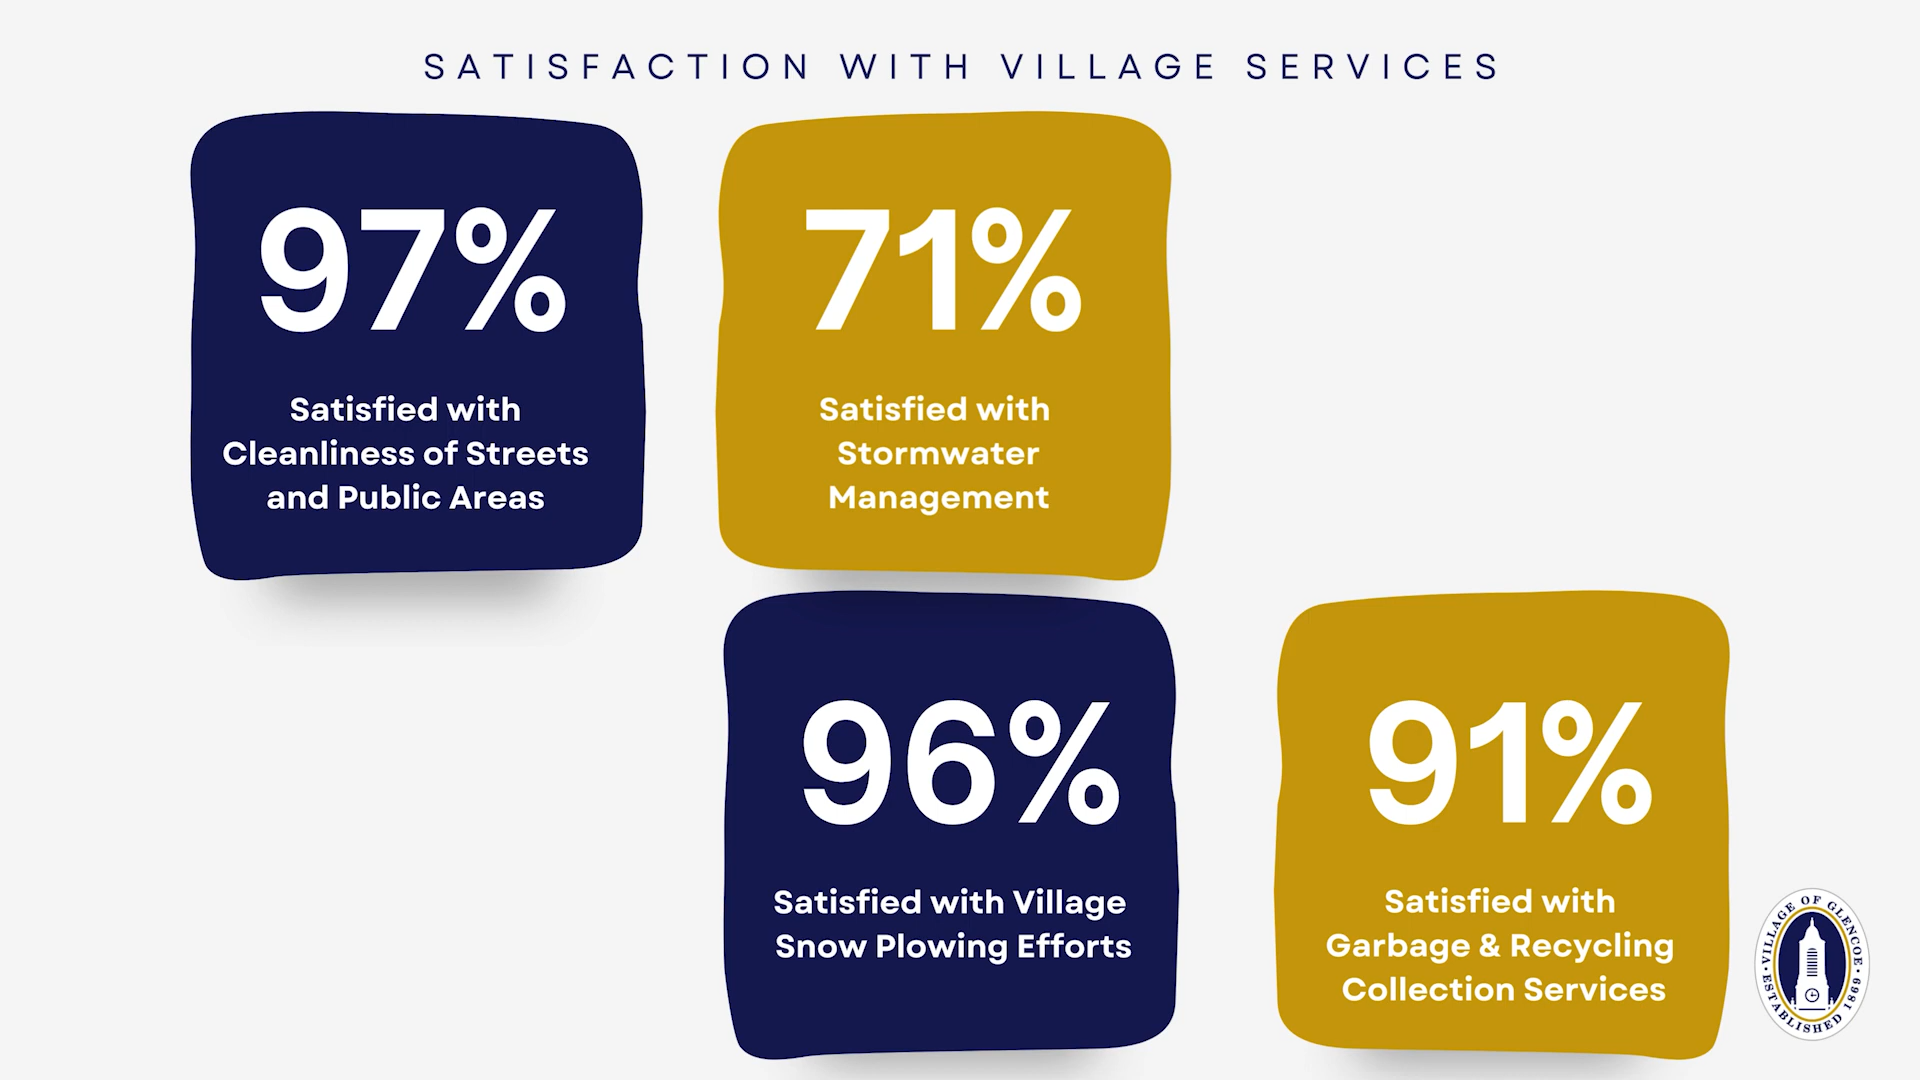 SATISFACTION WITH VILLAGE SERVICES
97%
Satisfied with
Cleanliness of Streets
and Public Areas
71%
Satisfied with
Stormwater
Management
96%
Satisfied with Village
Snow Plowing Efforts
91%
Satisfied with
Garbage & Recycling
Collection Services
VILLAGE OF GLENCOE
ESTABLISHED 1869